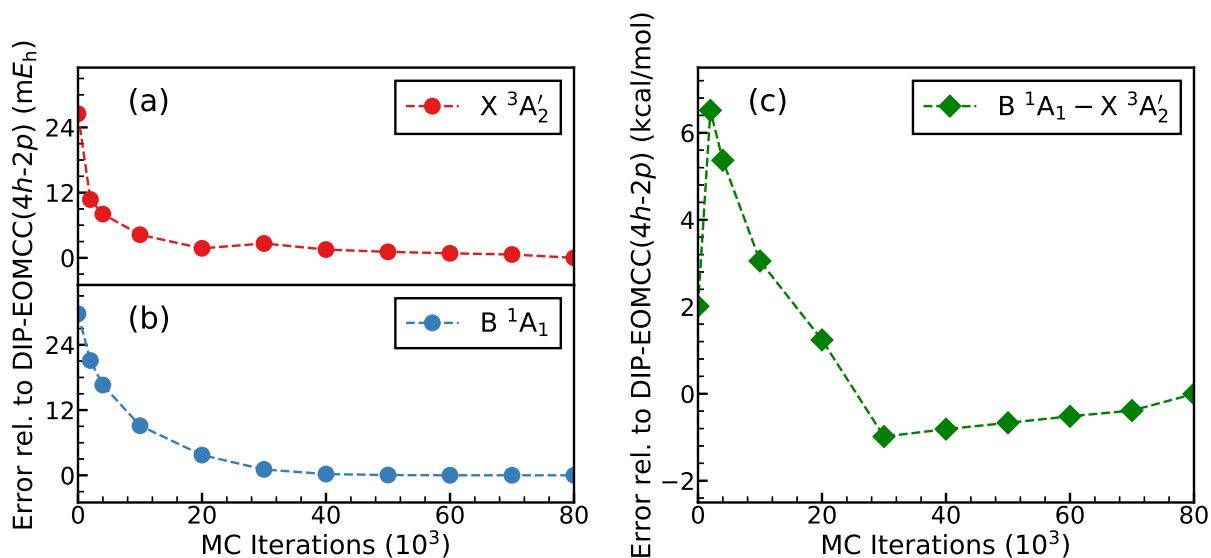 Error rel. to DIP-EOMCC(4h-2p) (mEₕ)
(a)
X ³A′₂
24
12
0
(b)
B ¹A₁
24
12
0
0 20 40 60 80
MC Iterations (10³)
Error rel. to DIP-EOMCC(4h-2p) (kcal/mol)
(c)
B ¹A₁ − X ³A′₂
6
4
2
0
−2
0 20 40 60 80
MC Iterations (10³)